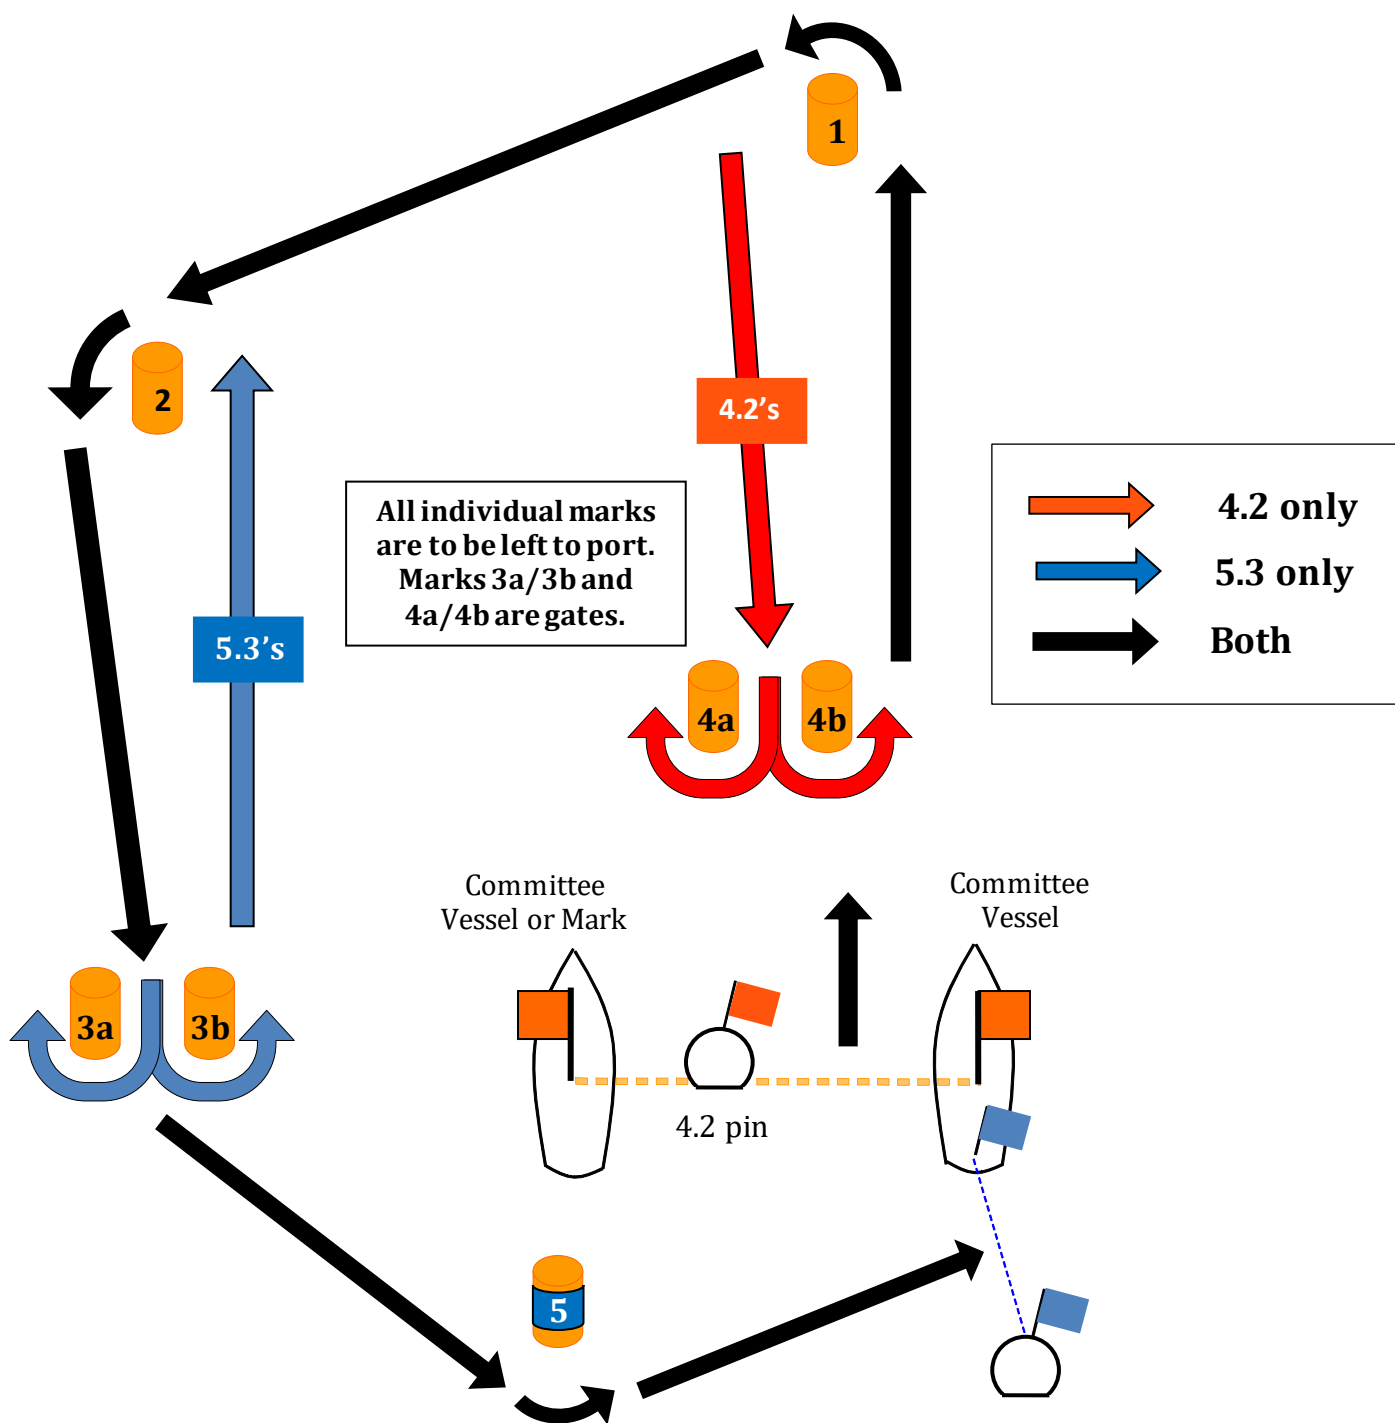 1
2
4.2’s
4.2 only
5.3 only
Both
All individual marks
are to be left to port.
Marks 3a/3b and
4a/4b are gates.
5.3’s
4a
4b
Committee
Vessel or Mark
Committee
Vessel
3a
3b
4.2 pin
5